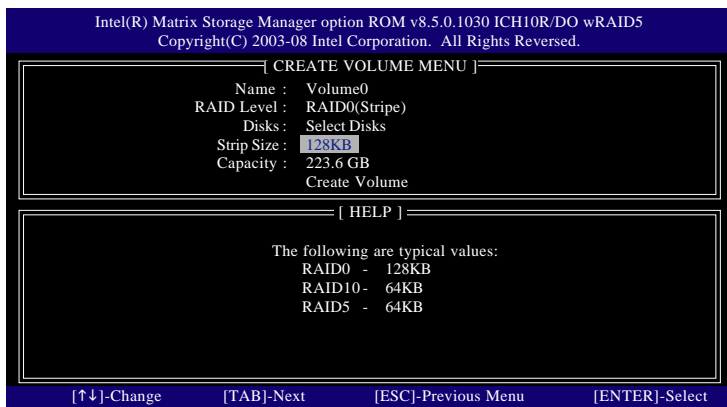 Intel(R) Matrix Storage Manager option ROM v8.5.0.1030 ICH10R/DO wRAID5
Copyright(C) 2003-08 Intel Corporation. All Rights Reversed.
[ CREATE VOLUME MENU ]
Name : Volume0
RAID Level : RAID0(Stripe)
Disks : Select Disks
Strip Size : 128KB
Capacity : 223.6 GB
Create Volume
[ HELP ]
The following are typical values:
RAID0 - 128KB
RAID10 - 64KB
RAID5 - 64KB
[↑↓]-Change [TAB]-Next [ESC]-Previous Menu [ENTER]-Select